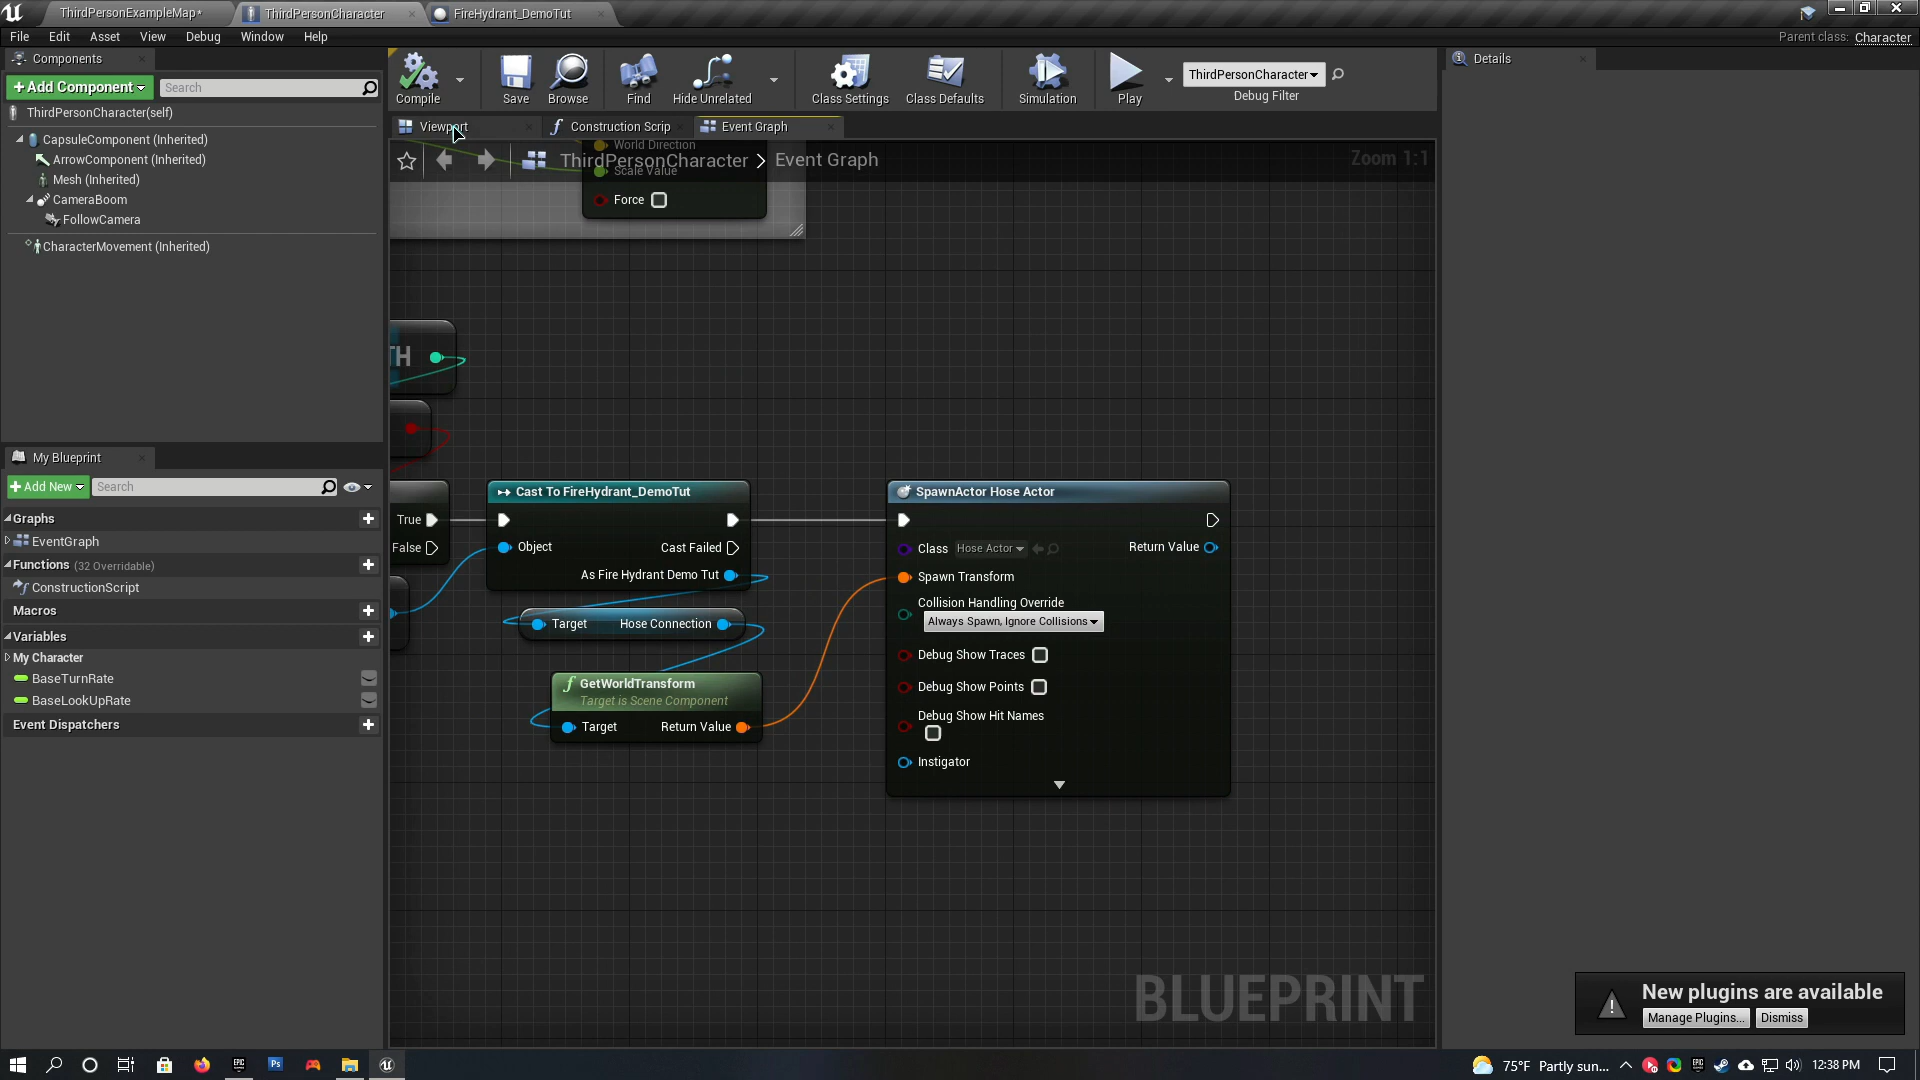 ThirdPersonExampleMap*
ThirdPersonCharacter
FireHydrant_DemoTut
File Edit Asset View Debug Window Help
Parent class: Character
Components
+Add Component
Search
ThirdPersonCharacter(self)
CapsuleComponent (Inherited)
ArrowComponent (Inherited)
Mesh (Inherited)
CameraBoom
FollowCamera
CharacterMovement (Inherited)
Compile
Save
Browse
Find
Hide Unrelated
Class Settings
Class Defaults
Simulation
Play
ThirdPersonCharacter
Debug Filter
Details
Viewport
Construction Scrip
Event Graph
ThirdPersonCharacter > Event Graph
Zoom 1:1
World Direction
Scale Value
Force
TH
True
False
Cast To FireHydrant_DemoTut
Object
Cast Failed
As Fire Hydrant Demo Tut
Target Hose Connection
GetWorldTransform
Target is Scene Component
Target Return Value
SpawnActor Hose Actor
Class Hose Actor
Return Value
Spawn Transform
Collision Handling Override
Always Spawn, Ignore Collisions
Debug Show Traces
Debug Show Points
Debug Show Hit Names
Instigator
BLUEPRINT
My Blueprint
+Add New
Search
Graphs
EventGraph
Functions (32 Overridable)
ConstructionScript
Macros
Variables
My Character
BaseTurnRate
BaseLookUpRate
Event Dispatchers
New plugins are available
Manage Plugins...
Dismiss
EPIC
Ps
75°F Partly sun...
EPIC
12:38 PM